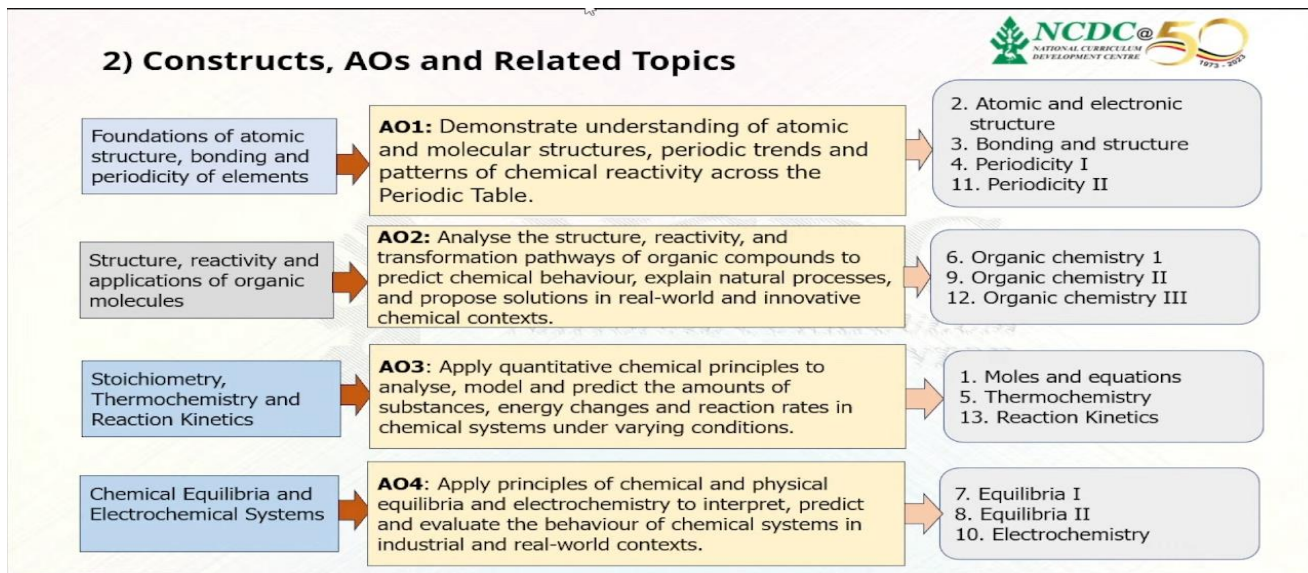 2) Constructs, AOs and Related Topics
NCDC@50
NATIONAL CURRICULUM
DEVELOPMENT CENTRE
1973 - 2023
Foundations of atomic
structure, bonding and
periodicity of elements
AO1: Demonstrate understanding of atomic
and molecular structures, periodic trends and
patterns of chemical reactivity across the
Periodic Table.
2. Atomic and electronic
structure
3. Bonding and structure
4. Periodicity I
11. Periodicity II
Structure, reactivity and
applications of organic
molecules
AO2: Analyse the structure, reactivity, and
transformation pathways of organic compounds to
predict chemical behaviour, explain natural processes,
and propose solutions in real-world and innovative
chemical contexts.
6. Organic chemistry 1
9. Organic chemistry II
12. Organic chemistry III
Stoichiometry,
Thermochemistry and
Reaction Kinetics
AO3: Apply quantitative chemical principles to
analyse, model and predict the amounts of
substances, energy changes and reaction rates in
chemical systems under varying conditions.
1. Moles and equations
5. Thermochemistry
13. Reaction Kinetics
Chemical Equilibria and
Electrochemical Systems
AO4: Apply principles of chemical and physical
equilibria and electrochemistry to interpret, predict
and evaluate the behaviour of chemical systems in
industrial and real-world contexts.
7. Equilibria I
8. Equilibria II
10. Electrochemistry